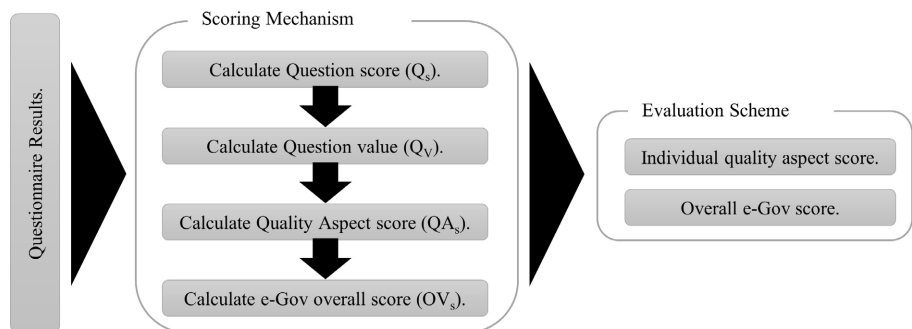 Questionnaire Results.
Scoring Mechanism
Calculate Question score (Qs).
Calculate Question value (QV).
Calculate Quality Aspect score (QAs).
Calculate e-Gov overall score (OVs).
Evaluation Scheme
Individual quality aspect score.
Overall e-Gov score.